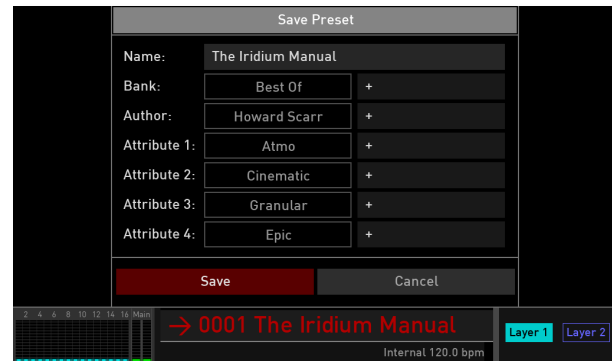 Save Preset
Name: The Iridium Manual
Bank: Best Of +
Author: Howard Scarr +
Attribute 1: Atmo +
Attribute 2: Cinematic +
Attribute 3: Granular +
Attribute 4: Epic +
Save Cancel
2 4 6 8 10 12 14 16 Main
→ 0001 The Iridium Manual
Layer 1 Layer 2
Internal 120.0 bpm